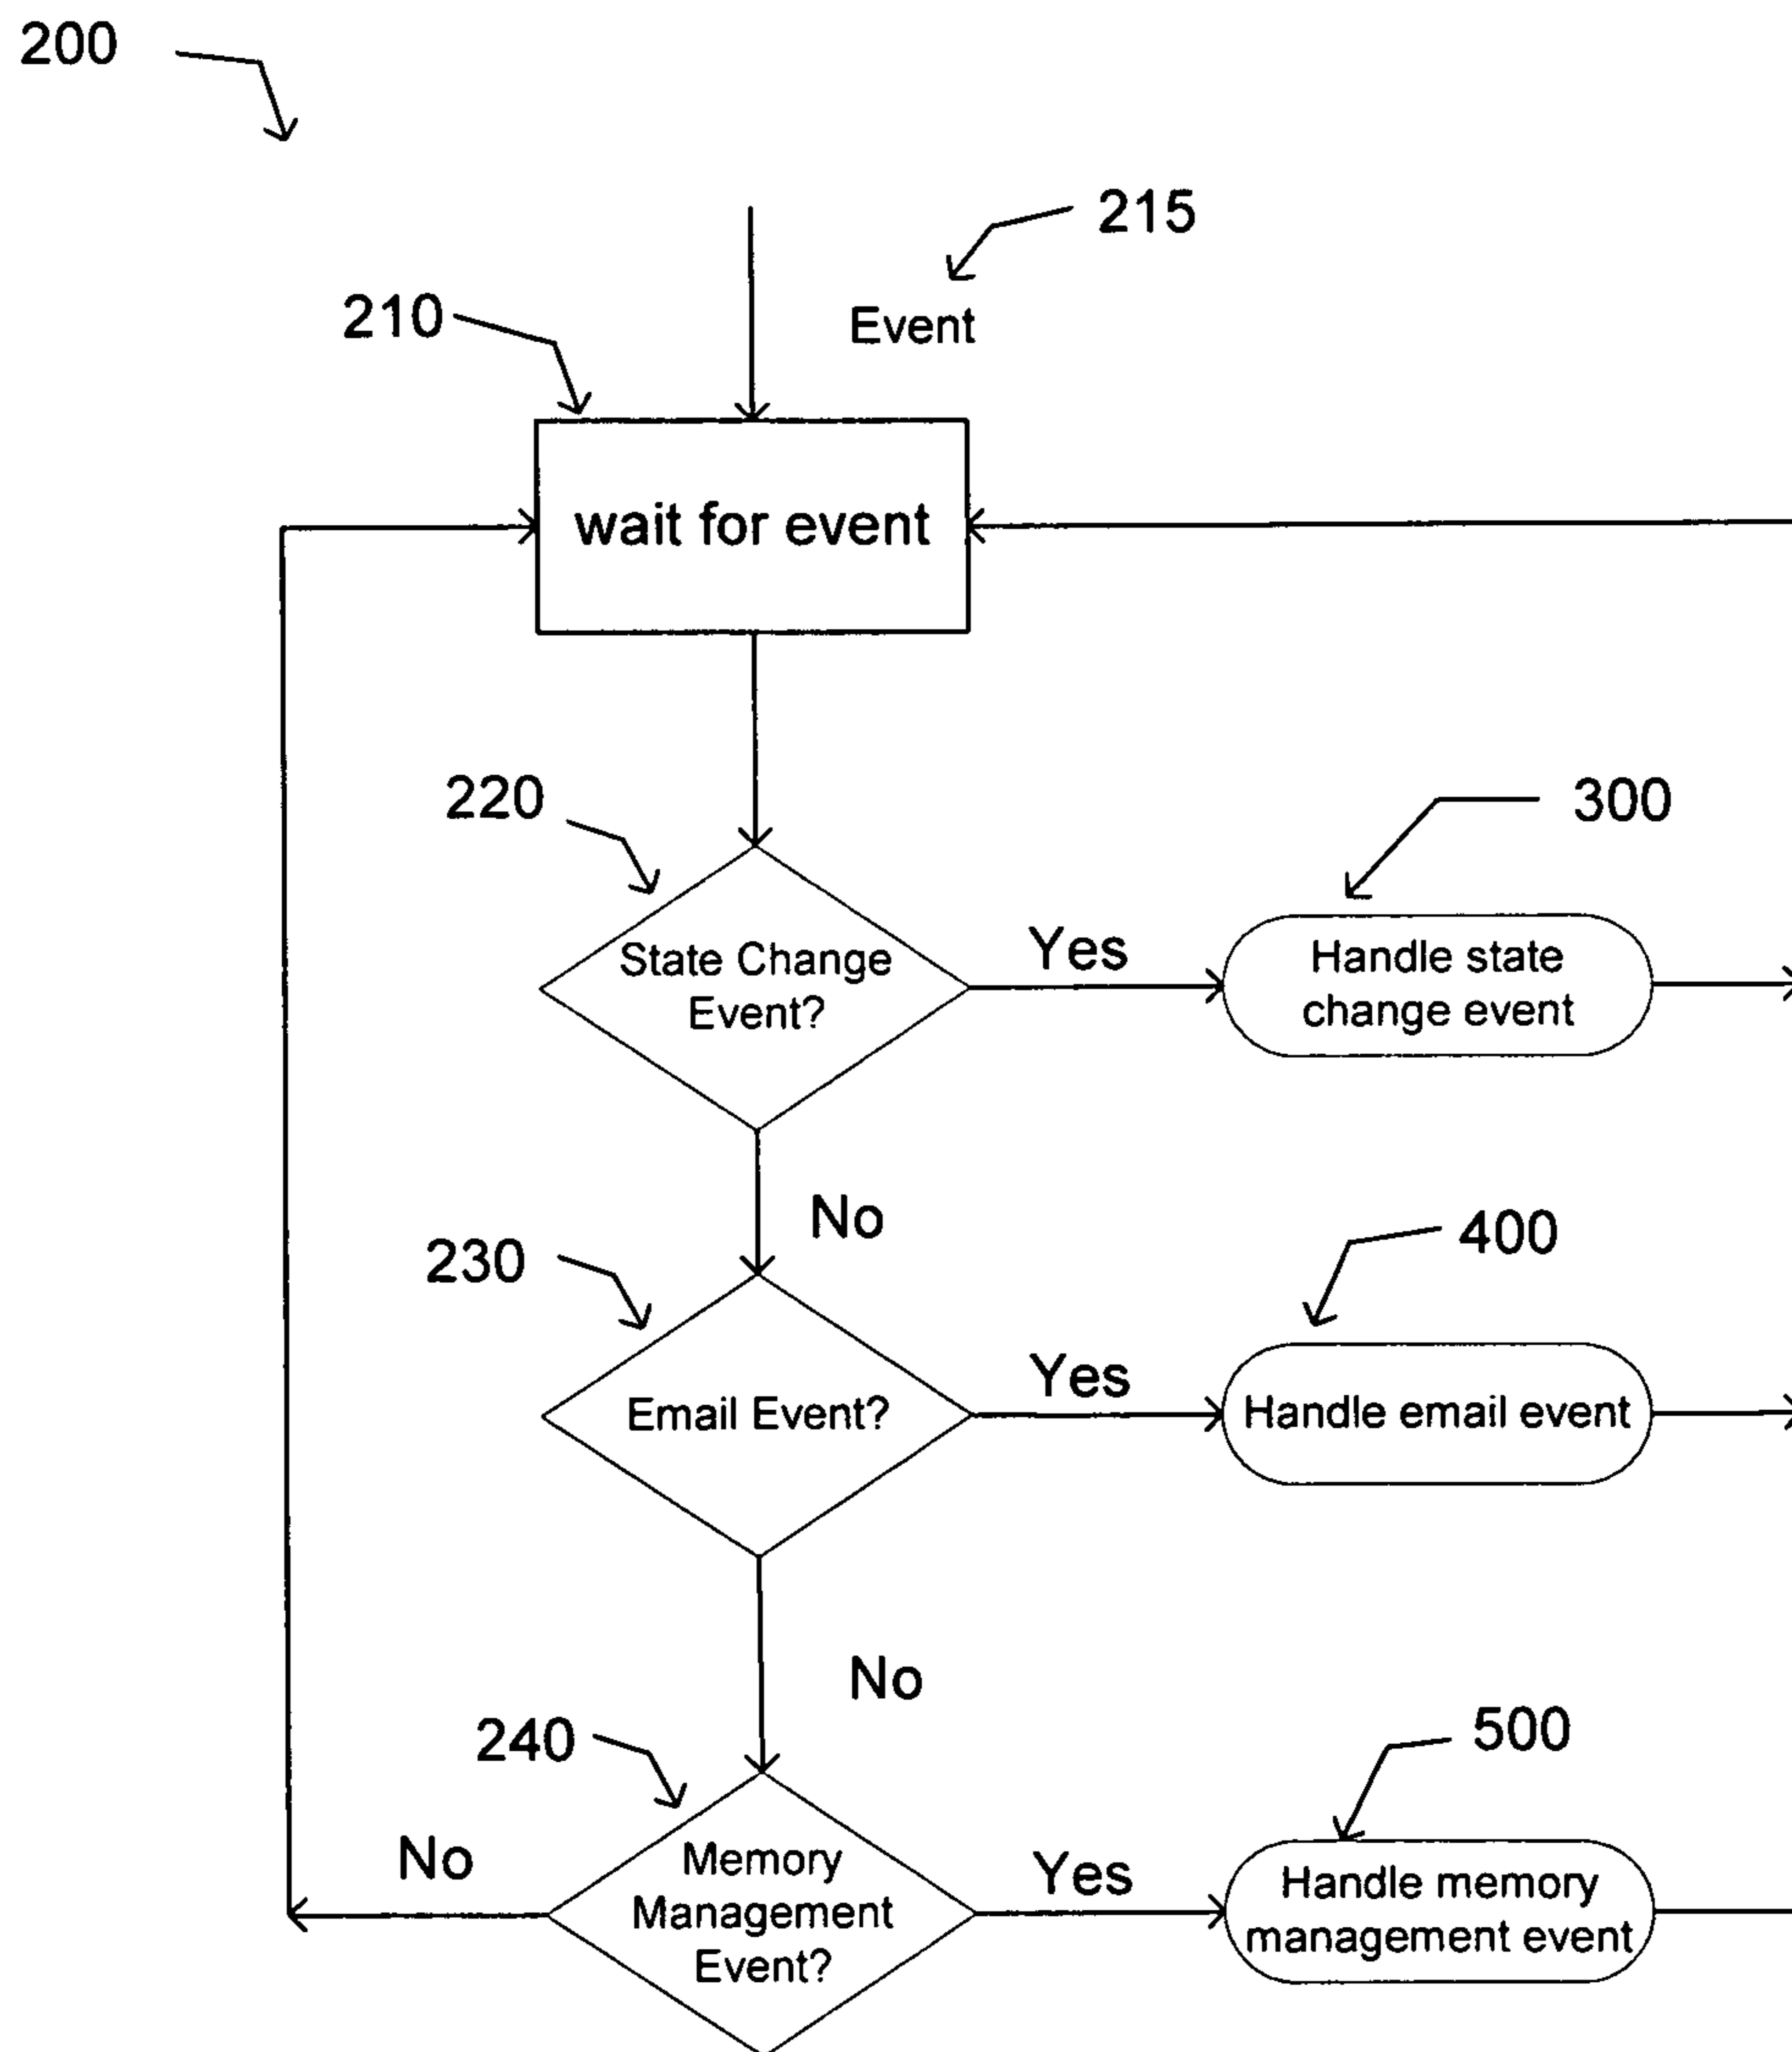 200
215
210
Event
wait for event
220
300
State Change
Event?
Yes
Handle state
change event
No
230
400
Email Event?
Yes
Handle email event
No
240
500
No
Memory
Management
Event?
Yes
Handle memory
management event